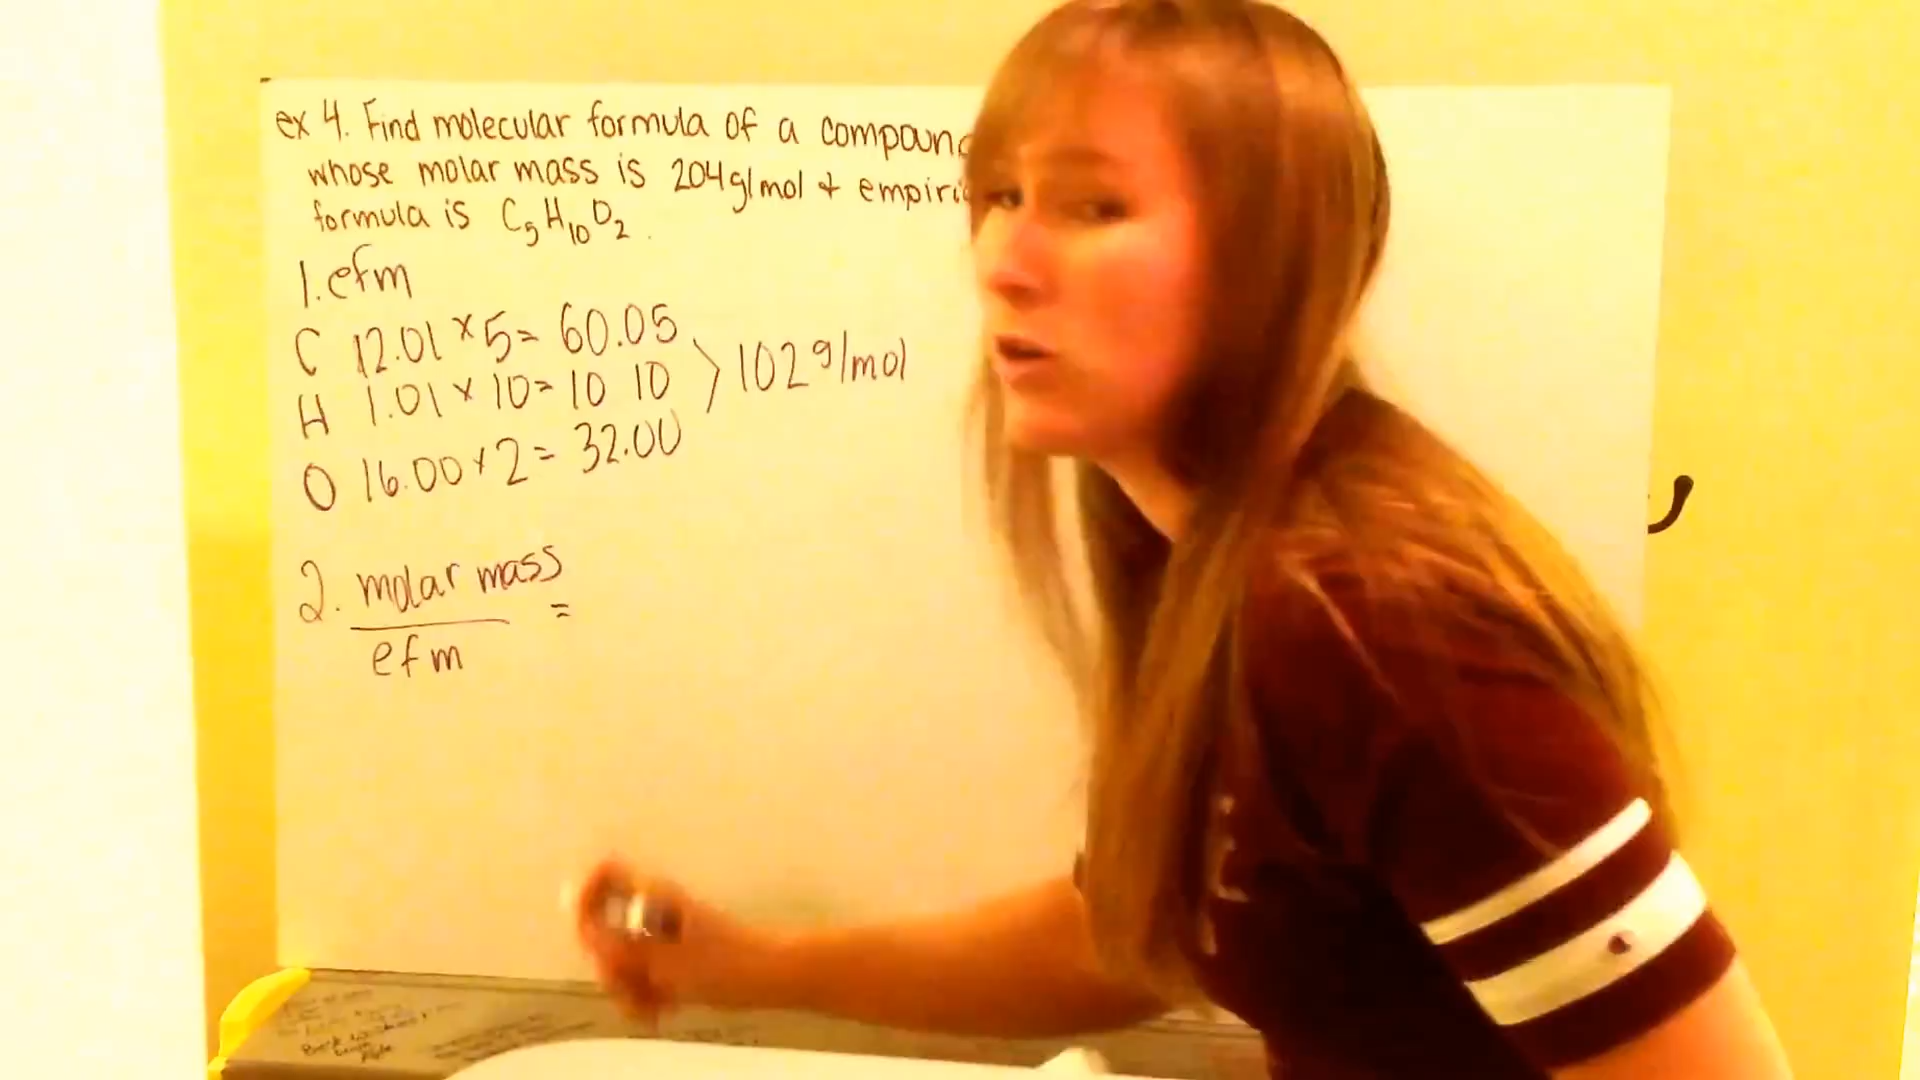 ex 4. Find molecular formula of a compoun
whose molar mass is 204g/mol + empiric
formula is C5H10O2.
1. efm
C 12.01 x 5= 60.05
H 1.01 x 10= 10 10
O 16.00 x 2= 32.00
102 g/mol
2. molar mass
=
efm